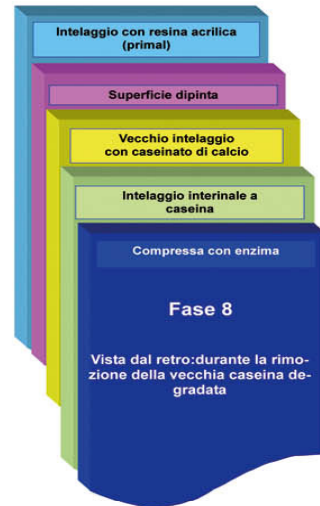 Intelaggio con resina acrilica
(primal)
Superficie dipinta
Vecchio intelaggio
con caseinato di calcio
Intelaggio interinale a
caseina
Compressa con enzima
Fase 8
Vista dal retro:durante la rimo-
zione della vecchia caseina de-
gradata